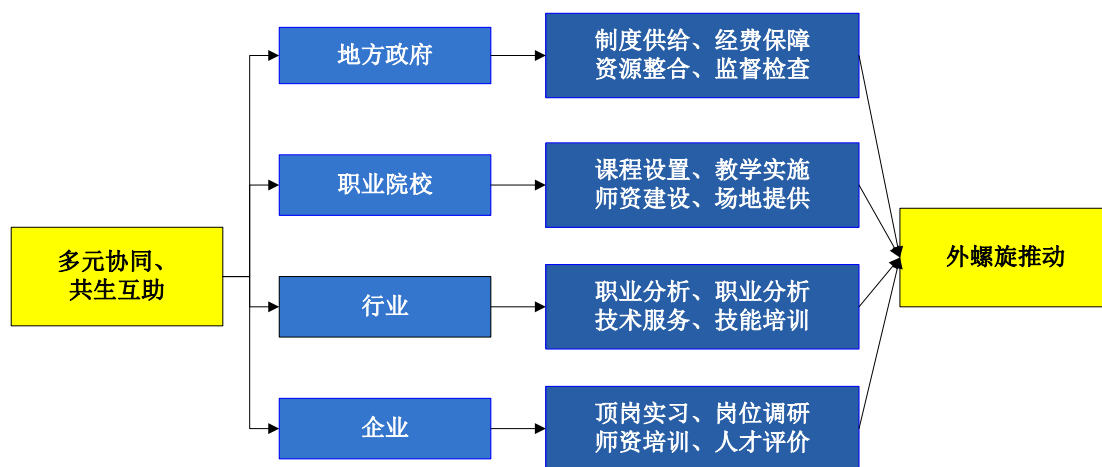 多元协同、
共生互助
地方政府
制度供给、经费保障
资源整合、监督检查
职业院校
课程设置、教学实施
师资建设、场地提供
行业
职业分析、职业分析
技术服务、技能培训
企业
顶岗实习、岗位调研
师资培训、人才评价
外螺旋推动